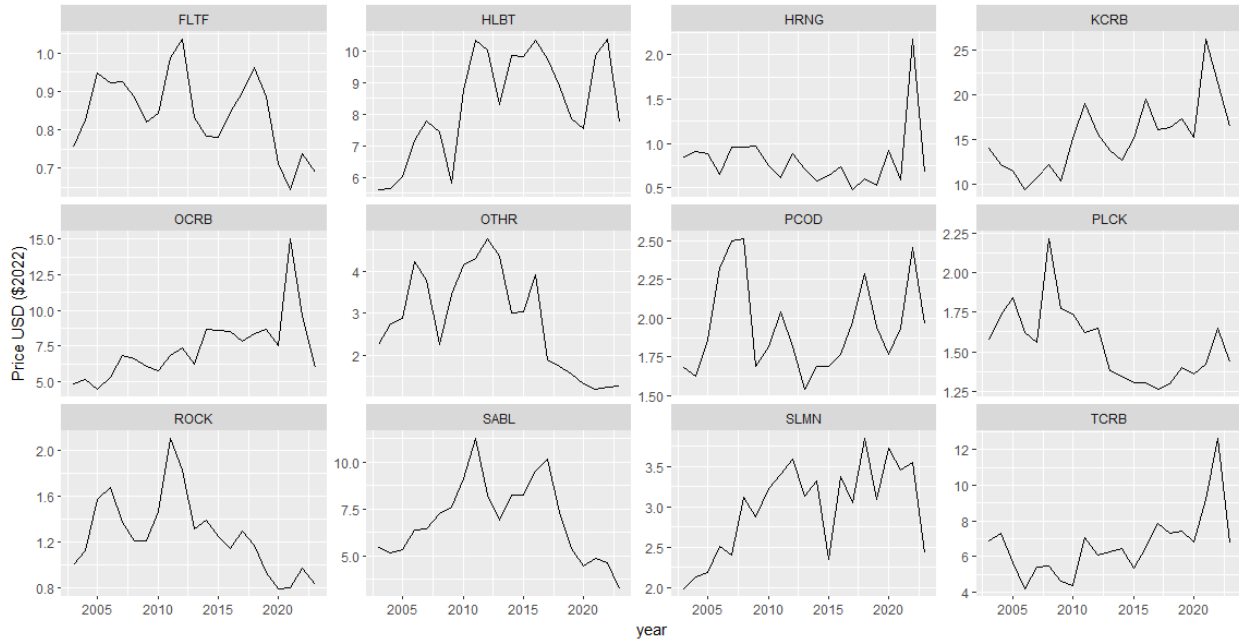 FLTF HLBT HRNG KCRB
1.0 10 2.0 25
0.9 9 1.5 20
0.8 8 1.0 15
0.7 7 0.5 10
6
OCRB OTHR PCOD PLCK
15.0 4 2.50 2.25
12.5 3 2.25 2.00
10.0 2 2.00 1.75
7.5 1.75 1.50
5.0 1.50 1.25
Price USD ($2022)
ROCK SABL SLMN TCRB
2.0 10.0 3.5 12
1.6 7.5 3.0 10
1.2 5.0 2.5 8
0.8 2.0 6
4
2005 2010 2015 2020 2005 2010 2015 2020 2005 2010 2015 2020 2005 2010 2015 2020
year